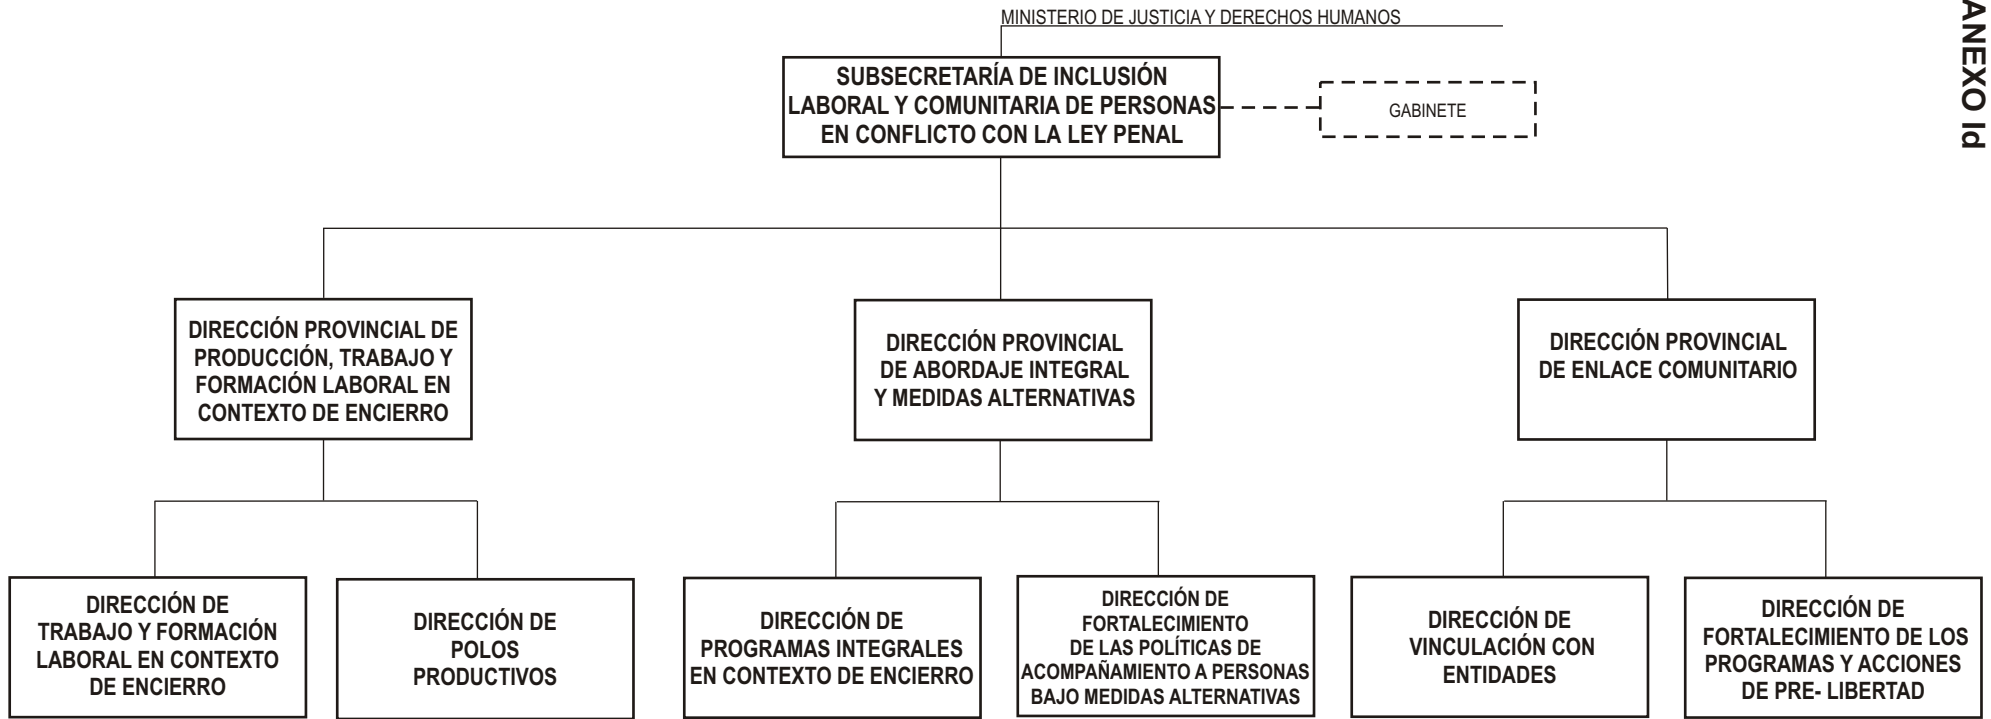 MINISTERIO DE JUSTICIA Y DERECHOS HUMANOS
ANEXO Id
SUBSECRETARÍA DE INCLUSIÓN
LABORAL Y COMUNITARIA DE PERSONAS
EN CONFLICTO CON LA LEY PENAL
GABINETE
DIRECCIÓN PROVINCIAL DE
PRODUCCIÓN, TRABAJO Y
FORMACIÓN LABORAL EN
CONTEXTO DE ENCIERRO
DIRECCIÓN PROVINCIAL
DE ABORDAJE INTEGRAL
Y MEDIDAS ALTERNATIVAS
DIRECCIÓN PROVINCIAL
DE ENLACE COMUNITARIO
DIRECCIÓN DE
TRABAJO Y FORMACIÓN
LABORAL EN CONTEXTO
DE ENCIERRO
DIRECCIÓN DE
POLOS
PRODUCTIVOS
DIRECCIÓN DE
PROGRAMAS INTEGRALES
EN CONTEXTO DE ENCIERRO
DIRECCIÓN DE
FORTALECIMIENTO
DE LAS POLÍTICAS DE
ACOMPAÑAMIENTO A PERSONAS
BAJO MEDIDAS ALTERNATIVAS
DIRECCIÓN DE
VINCULACIÓN CON
ENTIDADES
DIRECCIÓN DE
FORTALECIMIENTO DE LOS
PROGRAMAS Y ACCIONES
DE PRE- LIBERTAD